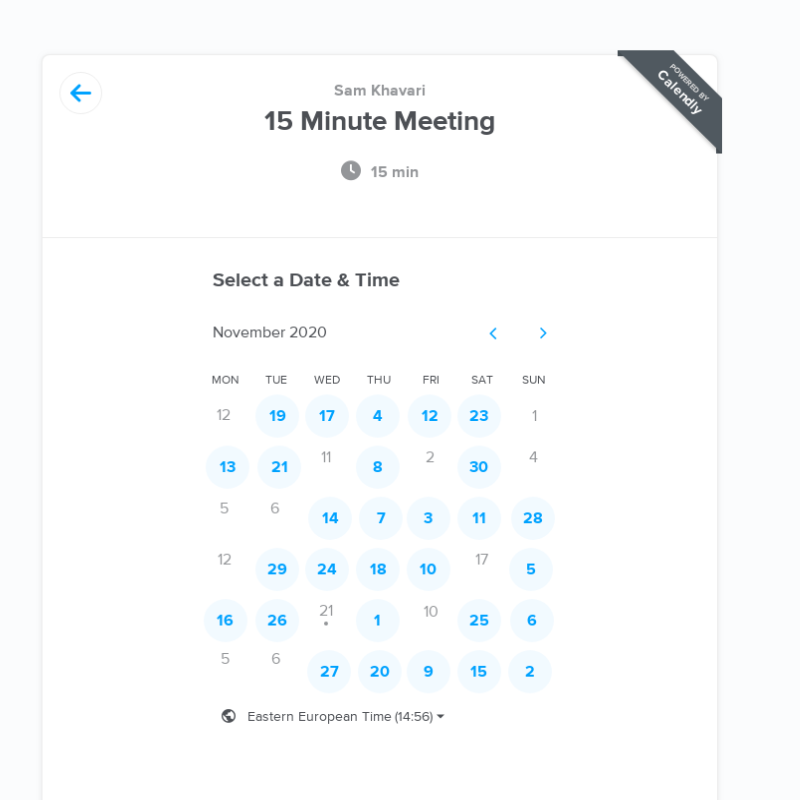 POWERED BY
Calendly
Sam Khavari
15 Minute Meeting
15 min
Select a Date & Time
November 2020
MON TUE WED THU FRI SAT SUN
12 19 17 4 12 23 1
13 21 11 8 2 30 4
5 6 14 7 3 11 28
12 29 24 18 10 17 5
16 26 21 1 10 25 6
5 6 27 20 9 15 2
Eastern European Time (14:56)